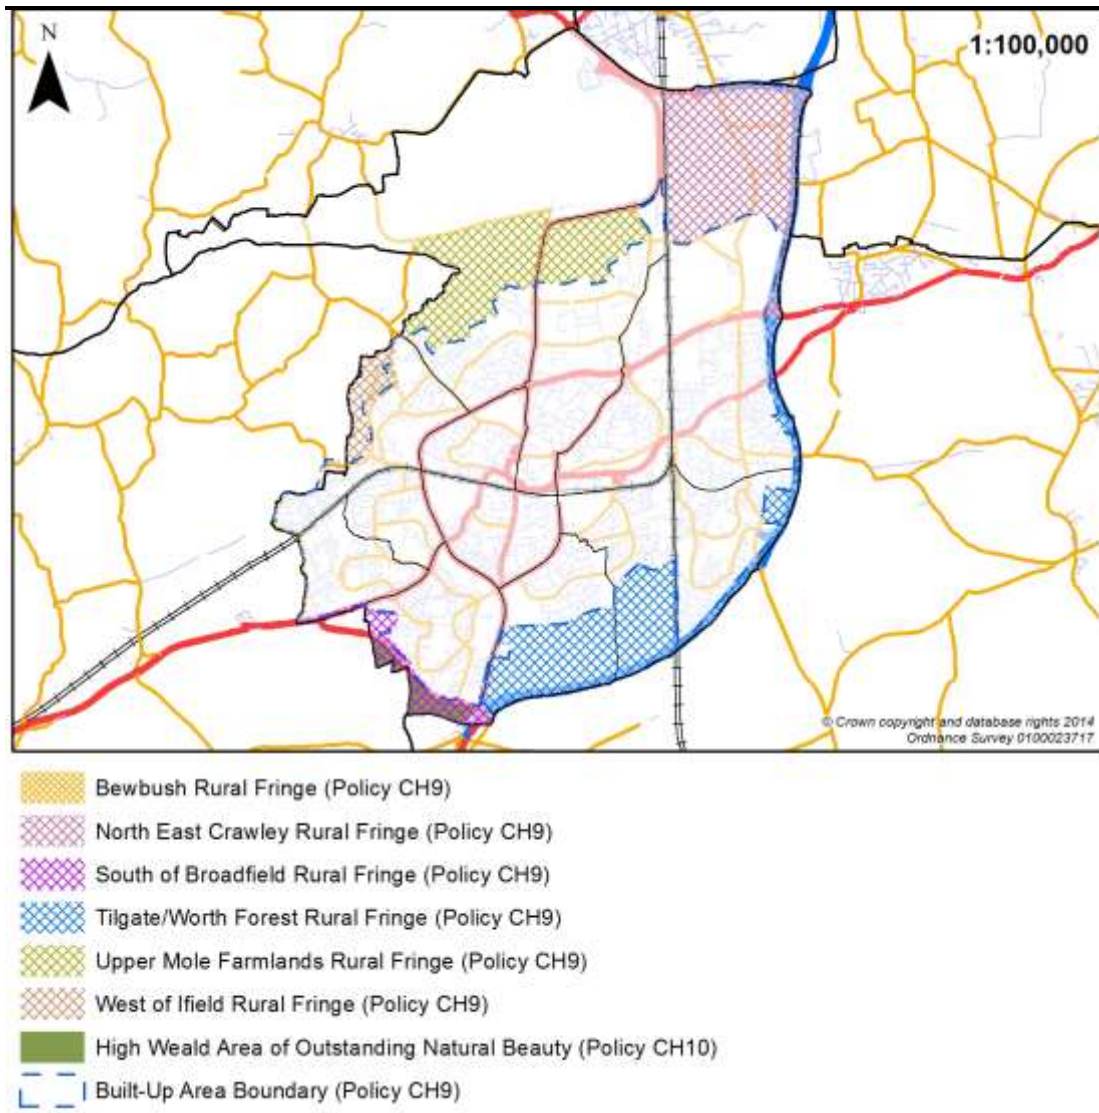 N
1:100,000
© Crown copyright and database rights 2014
Ordnance Survey 0100023717
Bewbush Rural Fringe (Policy CH9)
North East Crawley Rural Fringe (Policy CH9)
South of Broadfield Rural Fringe (Policy CH9)
Tilgate/Worth Forest Rural Fringe (Policy CH9)
Upper Mole Farmlands Rural Fringe (Policy CH9)
West of Ifield Rural Fringe (Policy CH9)
High Weald Area of Outstanding Natural Beauty (Policy CH10)
Built-Up Area Boundary (Policy CH9)